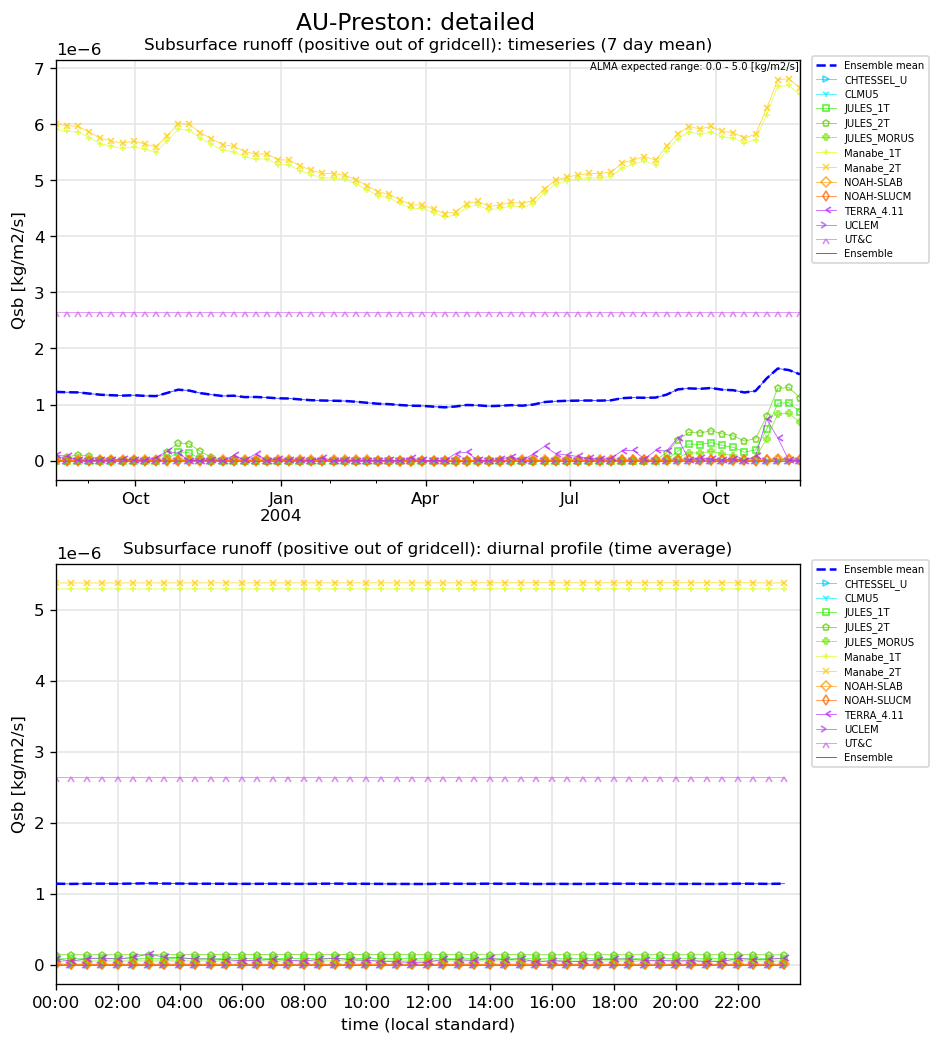 AU-Preston: detailed
Subsurface runoff (positive out of gridcell): timeseries (7 day mean)
1e−6
ALMA expected range: 0.0 - 5.0 [kg/m2/s]
7
6
5
4
3
2
1
0
Qsb [kg/m2/s]
Oct
Jan
2004
Apr
Jul
Oct
Ensemble mean
CHTESSEL_U
CLMU5
JULES_1T
JULES_2T
JULES_MORUS
Manabe_1T
Manabe_2T
NOAH-SLAB
NOAH-SLUCM
TERRA_4.11
UCLEM
UT&C
Ensemble
Subsurface runoff (positive out of gridcell): diurnal profile (time average)
1e−6
5
4
3
2
1
0
Qsb [kg/m2/s]
00:00
02:00
04:00
06:00
08:00
10:00
12:00
14:00
16:00
18:00
20:00
22:00
time (local standard)
Ensemble mean
CHTESSEL_U
CLMU5
JULES_1T
JULES_2T
JULES_MORUS
Manabe_1T
Manabe_2T
NOAH-SLAB
NOAH-SLUCM
TERRA_4.11
UCLEM
UT&C
Ensemble